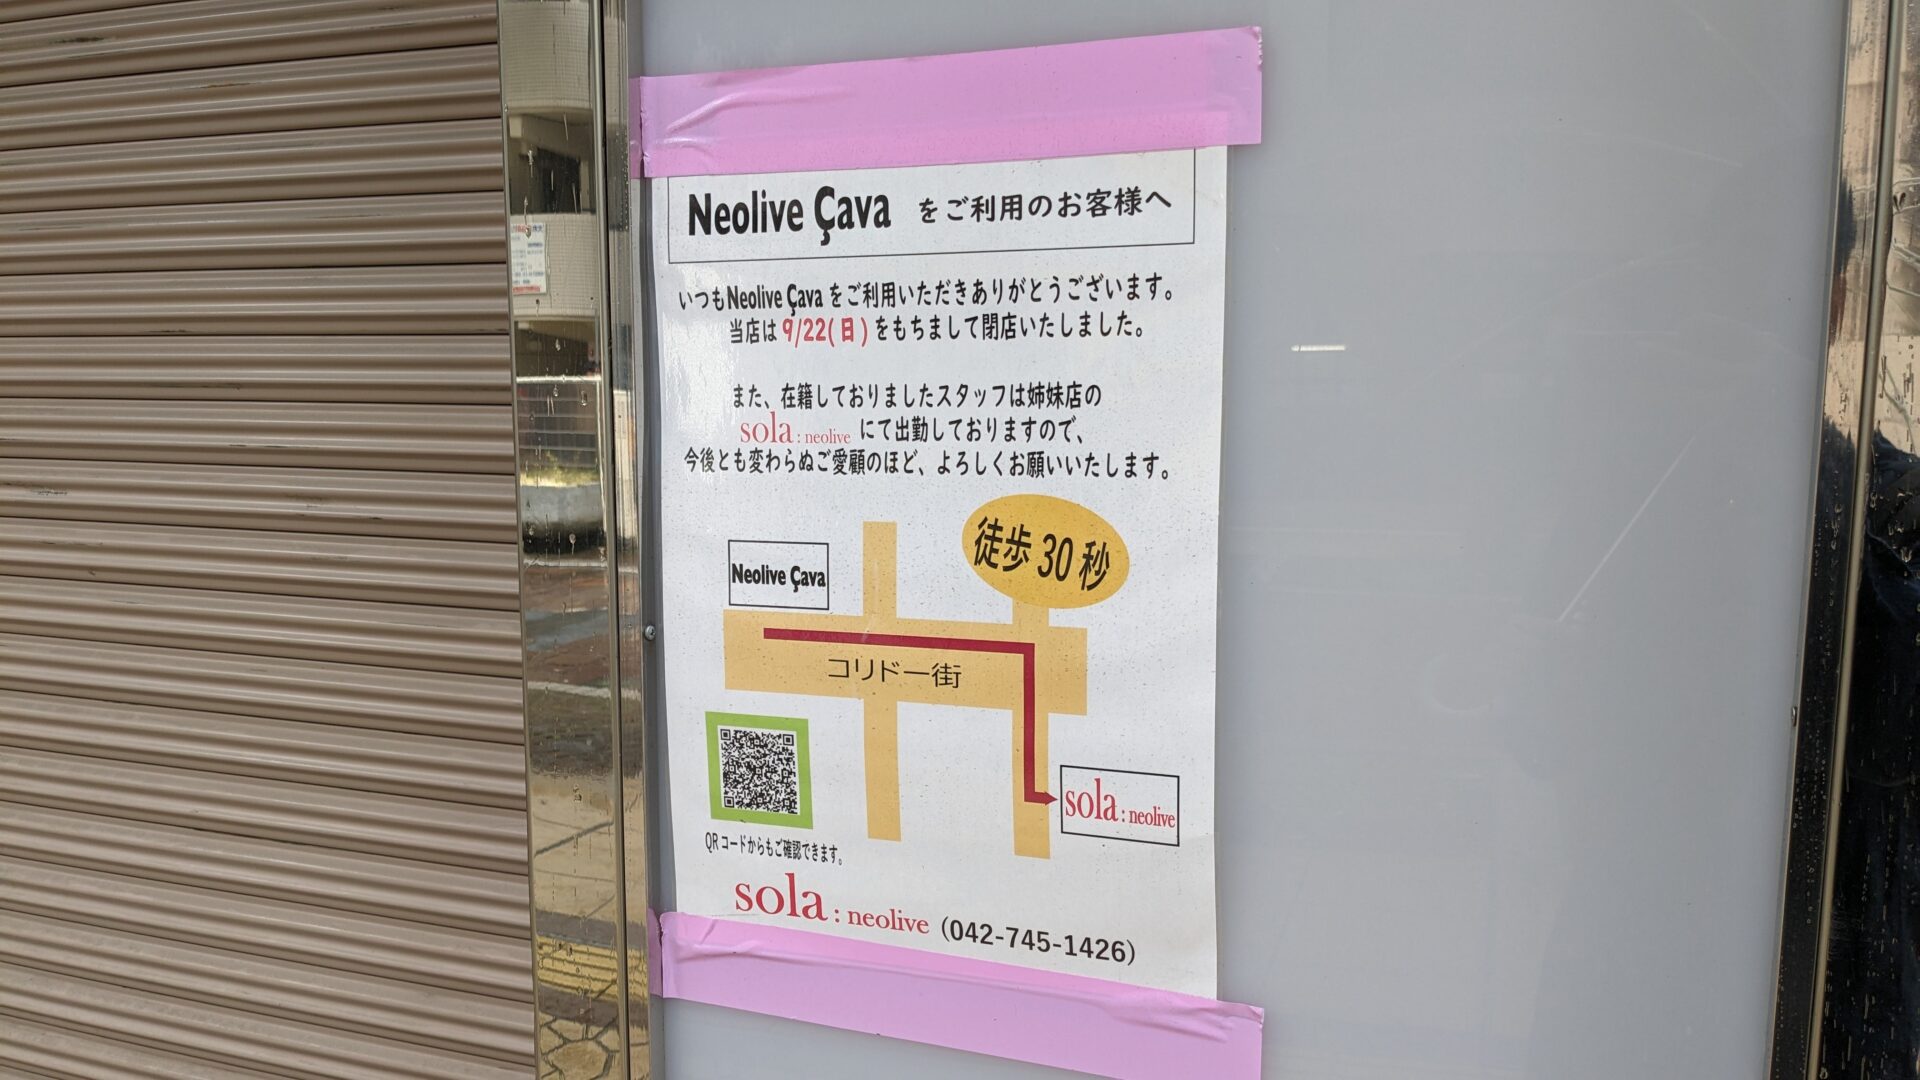 Neolive Çava をご利用のお客様へ
いつもNeolive Çava をご利用いただきありがとうございます。
当店は 9/22(日) をもちまして閉店いたしました。
また、在籍しておりましたスタッフは姉妹店の
sola : neolive にて出勤しておりますので、
今後とも変わらぬご愛顧のほど、よろしくお願いいたします。
徒歩 30 秒
Neolive Çava
コリドー街
sola : neolive
QR コードからもご確認できます。
sola : neolive (042-745-1426)